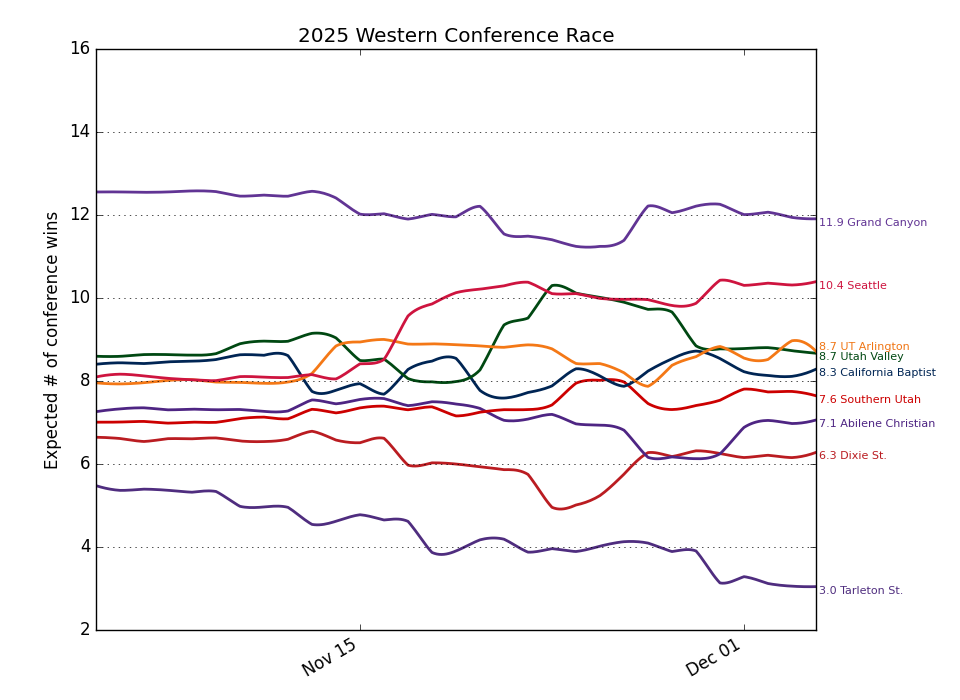 2025 Western Conference Race
Expected # of conference wins
16
14
12
10
8
6
4
2
Nov 15
Dec 01
11.9 Grand Canyon
10.4 Seattle
8.7 UT Arlington
8.7 Utah Valley
8.3 California Baptist
7.6 Southern Utah
7.1 Abilene Christian
6.3 Dixie St.
3.0 Tarleton St.